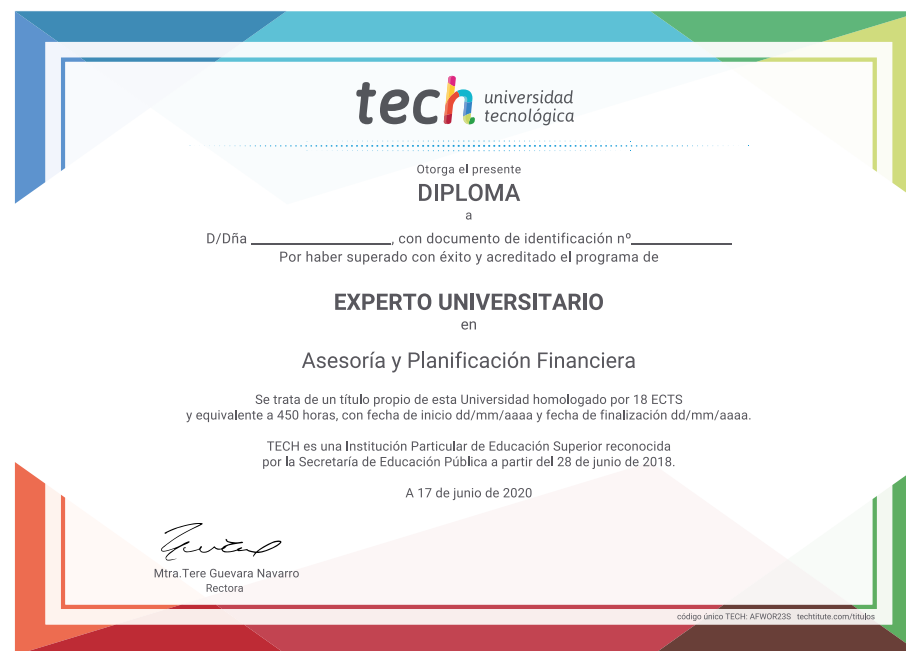 tech universidad
tecnológica
Otorga el presente
DIPLOMA
a
D/Dña ____________________, con documento de identificación nº______________
Por haber superado con éxito y acreditado el programa de
EXPERTO UNIVERSITARIO
en
Asesoría y Planificación Financiera
Se trata de un título propio de esta Universidad homologado por 18 ECTS
y equivalente a 450 horas, con fecha de inicio dd/mm/aaaa y fecha de finalización dd/mm/aaaa.
TECH es una Institución Particular de Educación Superior reconocida
por la Secretaría de Educación Pública a partir del 28 de junio de 2018.
A 17 de junio de 2020
Mtra.Tere Guevara Navarro
Rectora
código único TECH: AFWOR23S techtitute.com/titulos